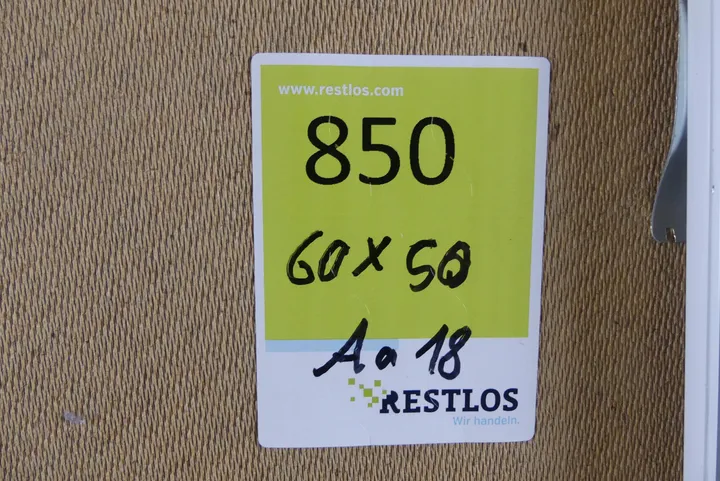 www.restlos.com
850
60 x 50
Aa 18
RESTLOS
Wir handeln.